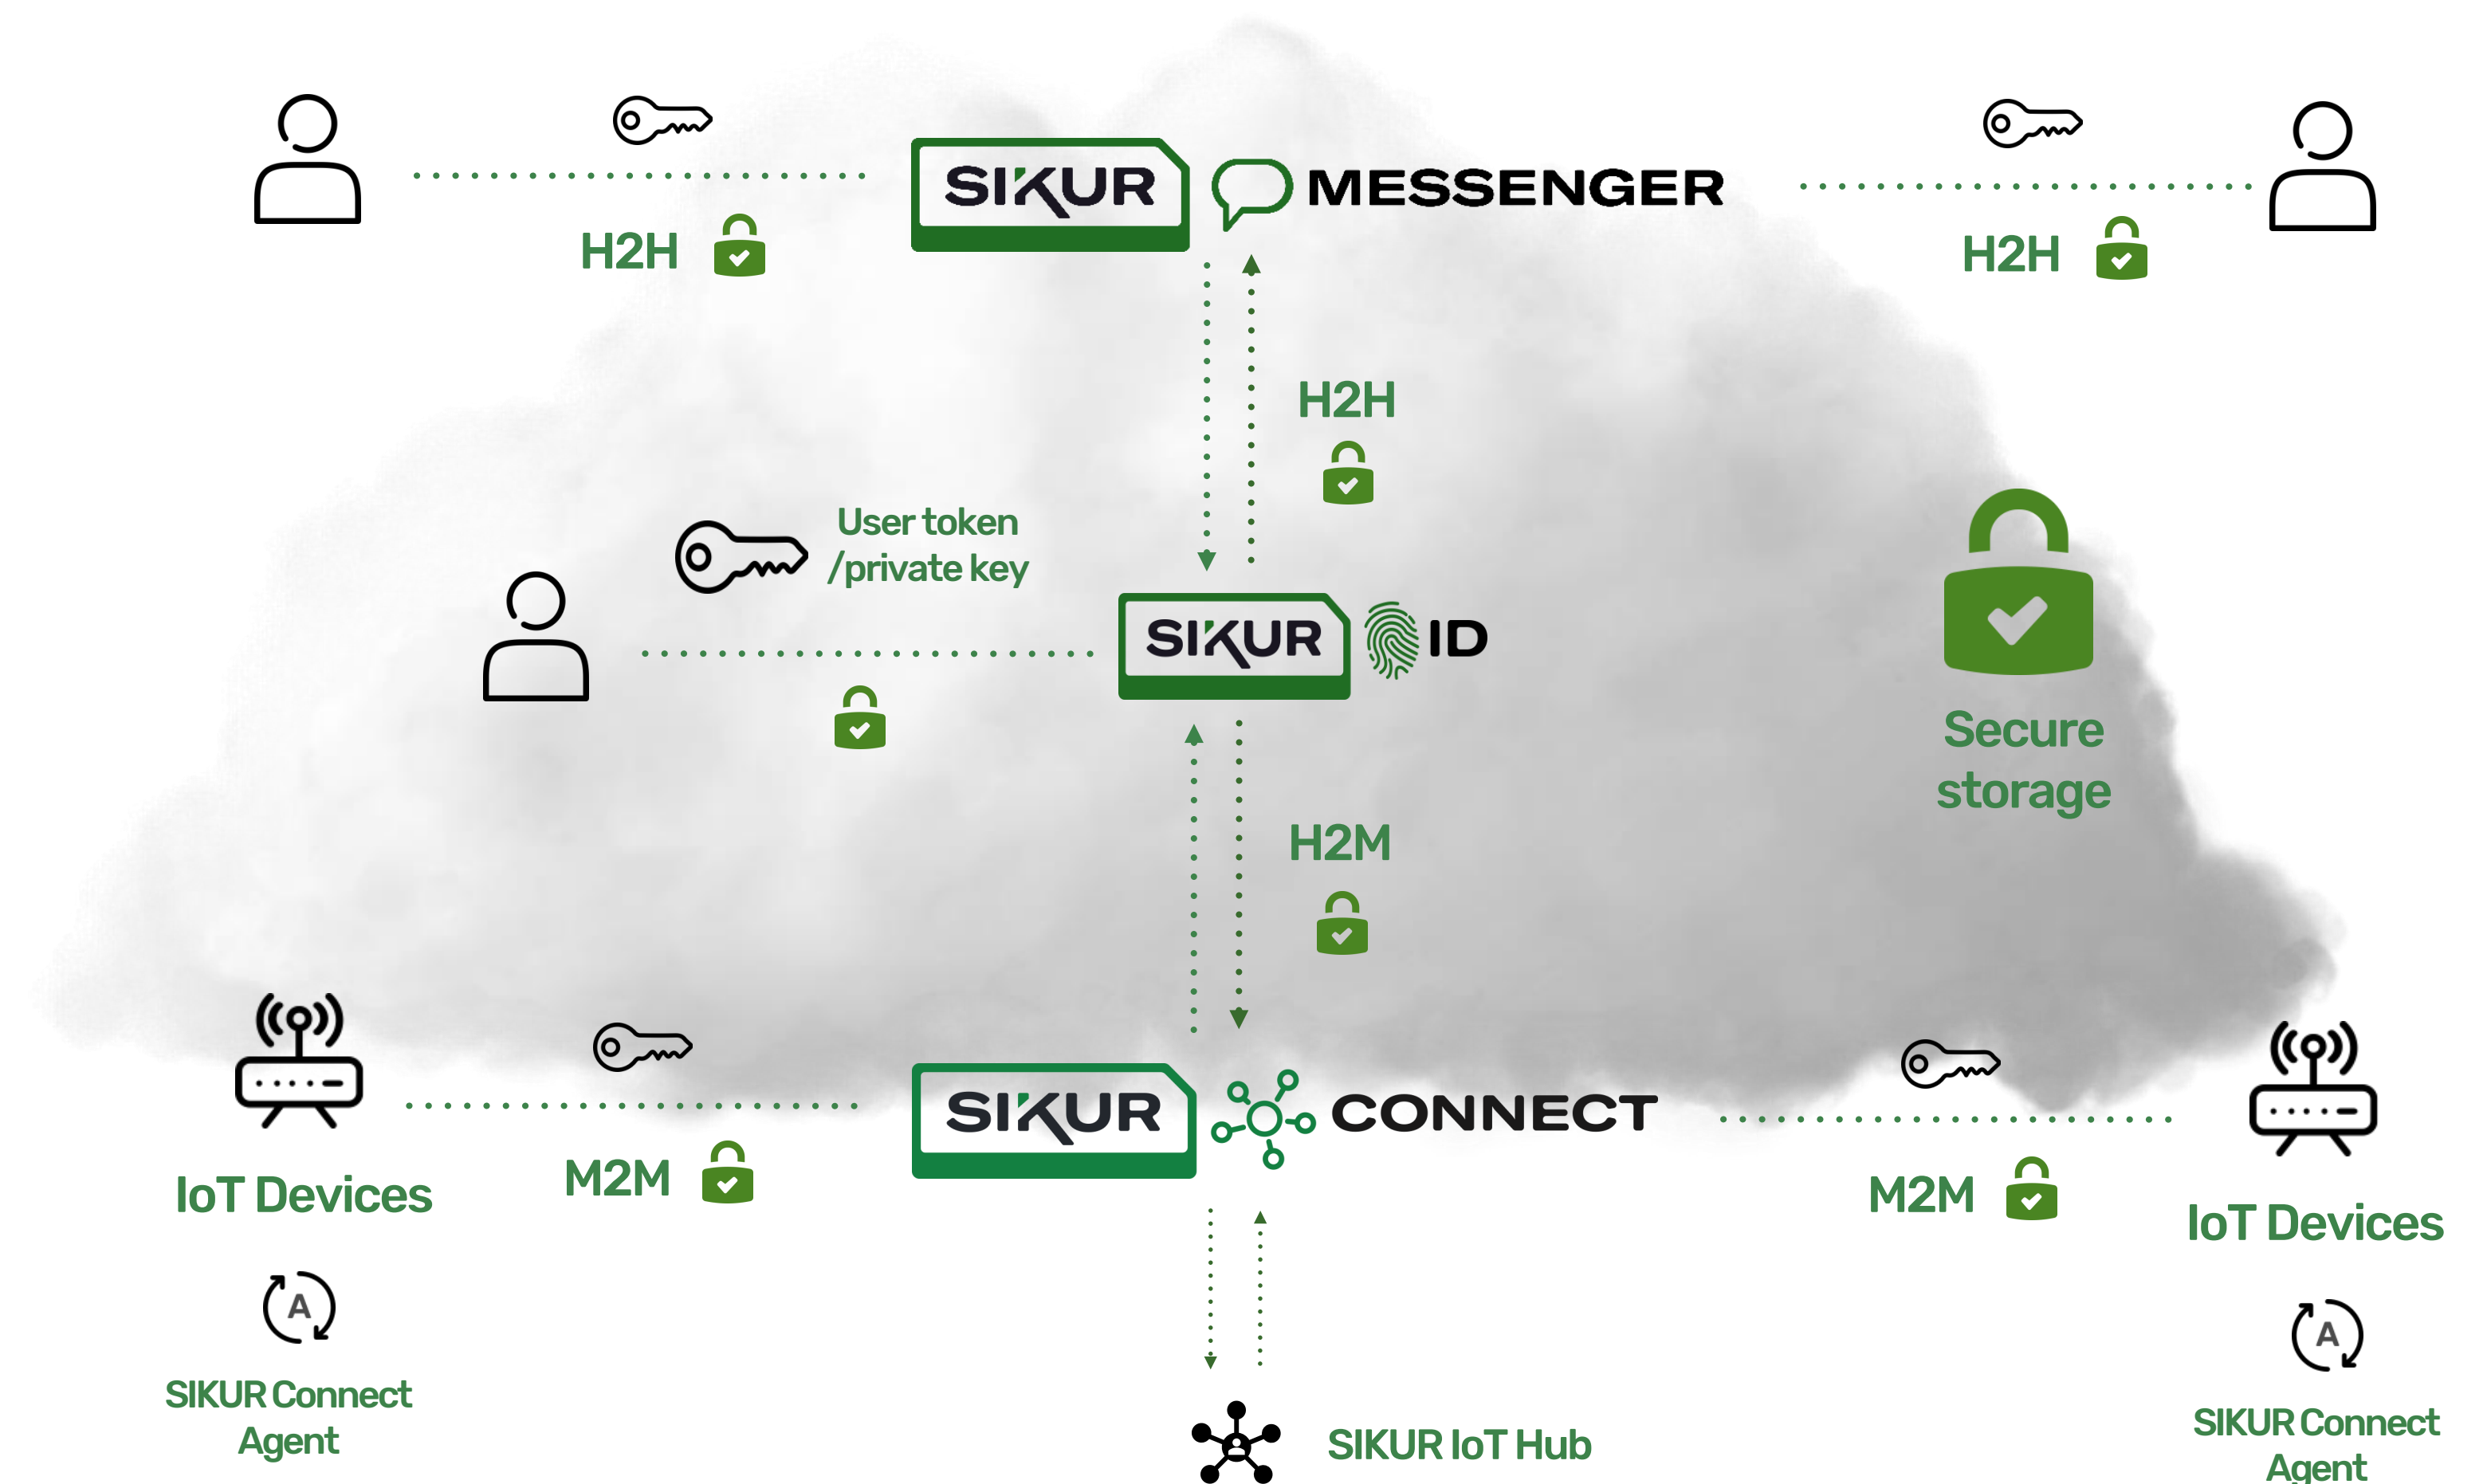 SIKUR MESSENGER
H2H
H2H
H2H
User token
/private key
SIKUR ID
Secure
storage
H2M
SIKUR CONNECT
M2M
M2M
IoT Devices
IoT Devices
A
A
SIKUR Connect
Agent
SIKUR IoT Hub
SIKUR Connect
Agent